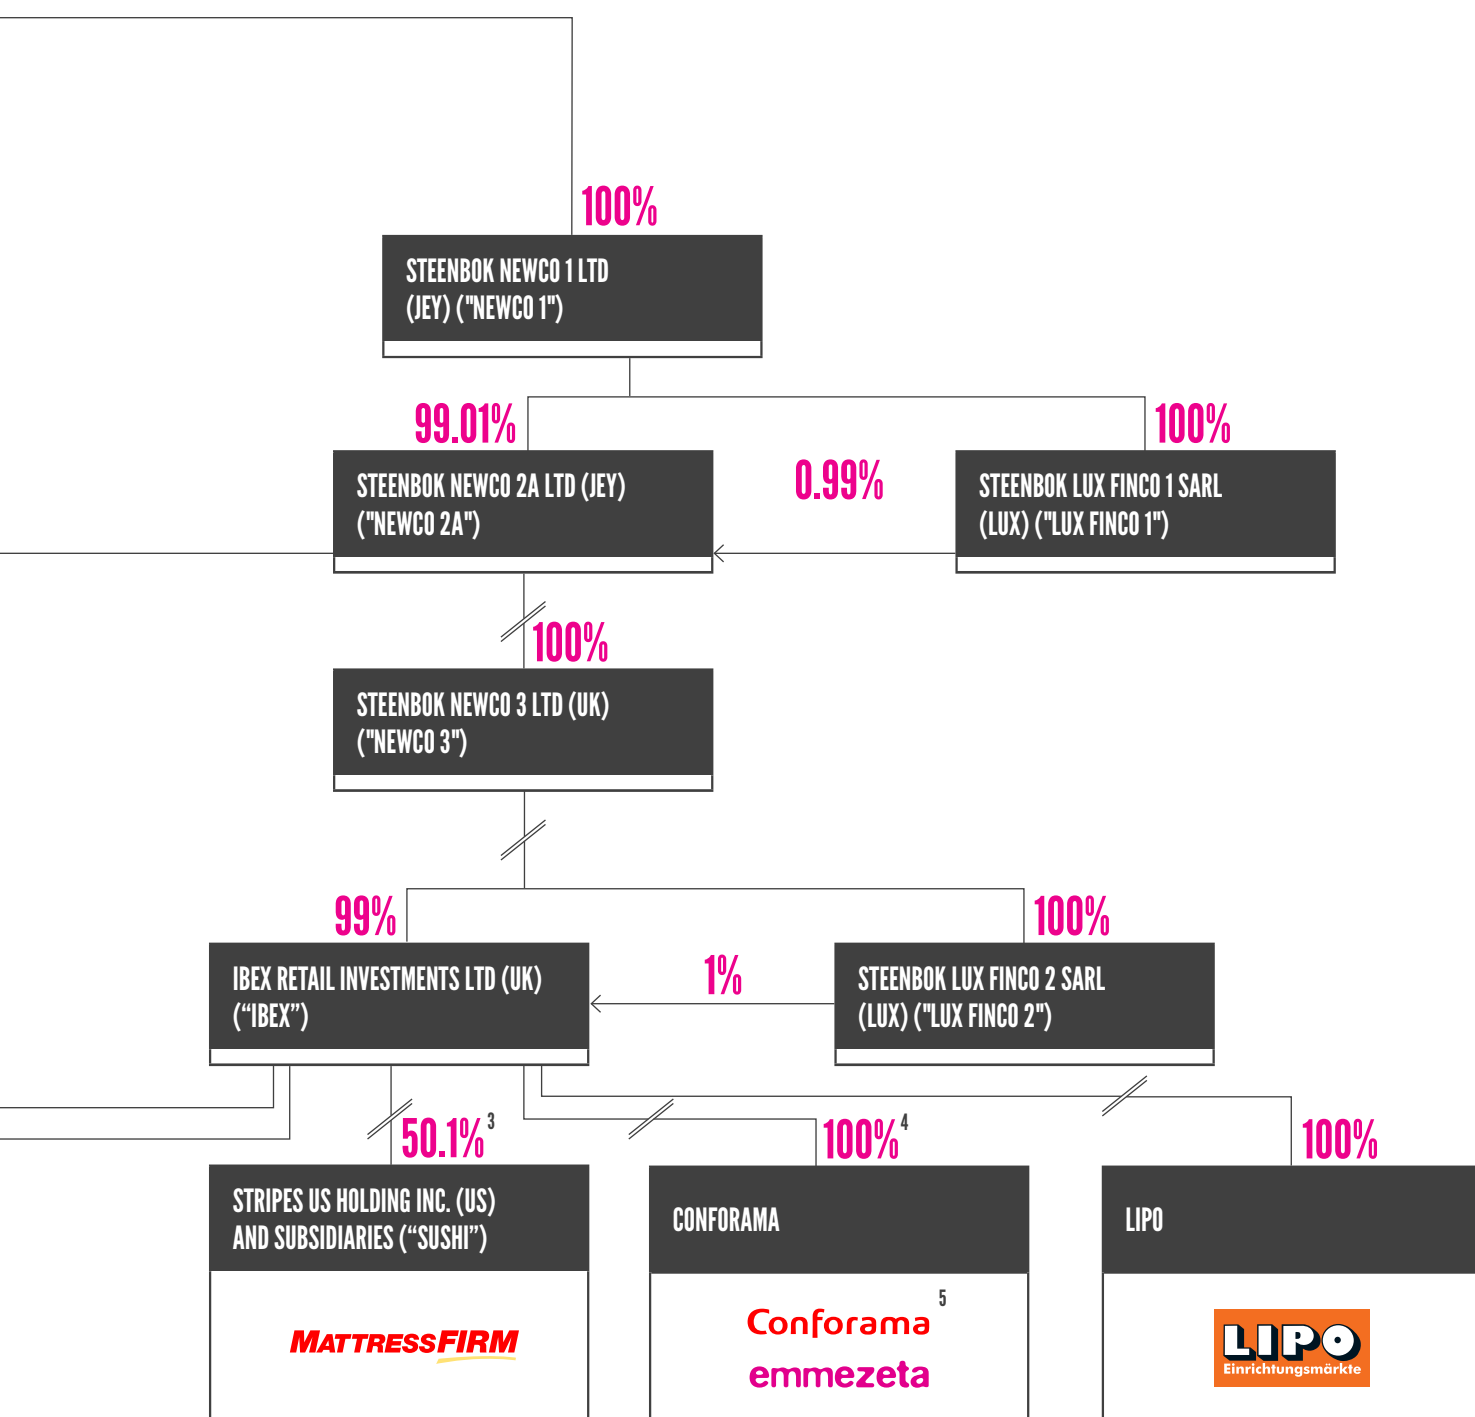 100%
STEENBOK NEWCO 1 LTD
(JEY) ("NEWCO 1")
99.01%
100%
STEENBOK NEWCO 2A LTD (JEY)
("NEWCO 2A")
0.99%
STEENBOK LUX FINCO 1 SARL
(LUX) ("LUX FINCO 1")
100%
STEENBOK NEWCO 3 LTD (UK)
("NEWCO 3")
99%
100%
IBEX RETAIL INVESTMENTS LTD (UK)
(“IBEX”)
1%
STEENBOK LUX FINCO 2 SARL
(LUX) ("LUX FINCO 2")
50.1% 3
100% 4
100%
STRIPES US HOLDING INC. (US)
AND SUBSIDIARIES (“SUSHI”)
CONFORAMA
LIPO
MATTRESSFIRM
Conforama 5
emmezeta
LIPO
Einrichtungsmärkte